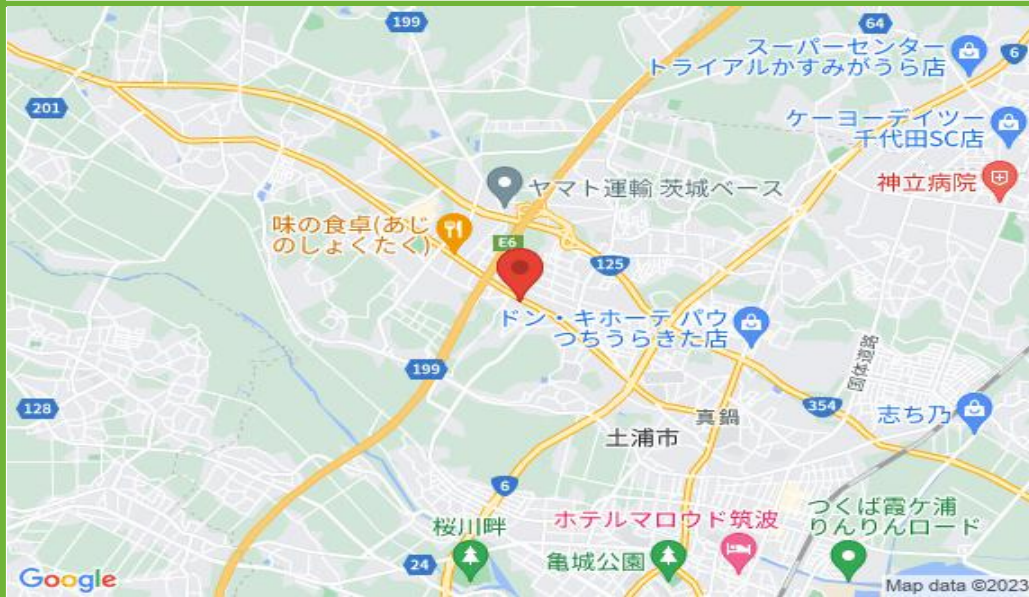 199
64
スーパーセンター
トライアルかすみがうら店
6
201
ケーヨーデイツー
千代田SC店
神立病院
ヤマト運輸 茨城ベース
味の食卓(あじ
のしょくたく)
E6
125
ドン・キホーテ パウ
つちうらきた店
国体道路
199
128
354
真鍋
志ち乃
土浦市
6
つくば霞ケ浦
りんりんロード
桜川畔
ホテルマロウド筑波
亀城公園
24
Google
Map data ©2023